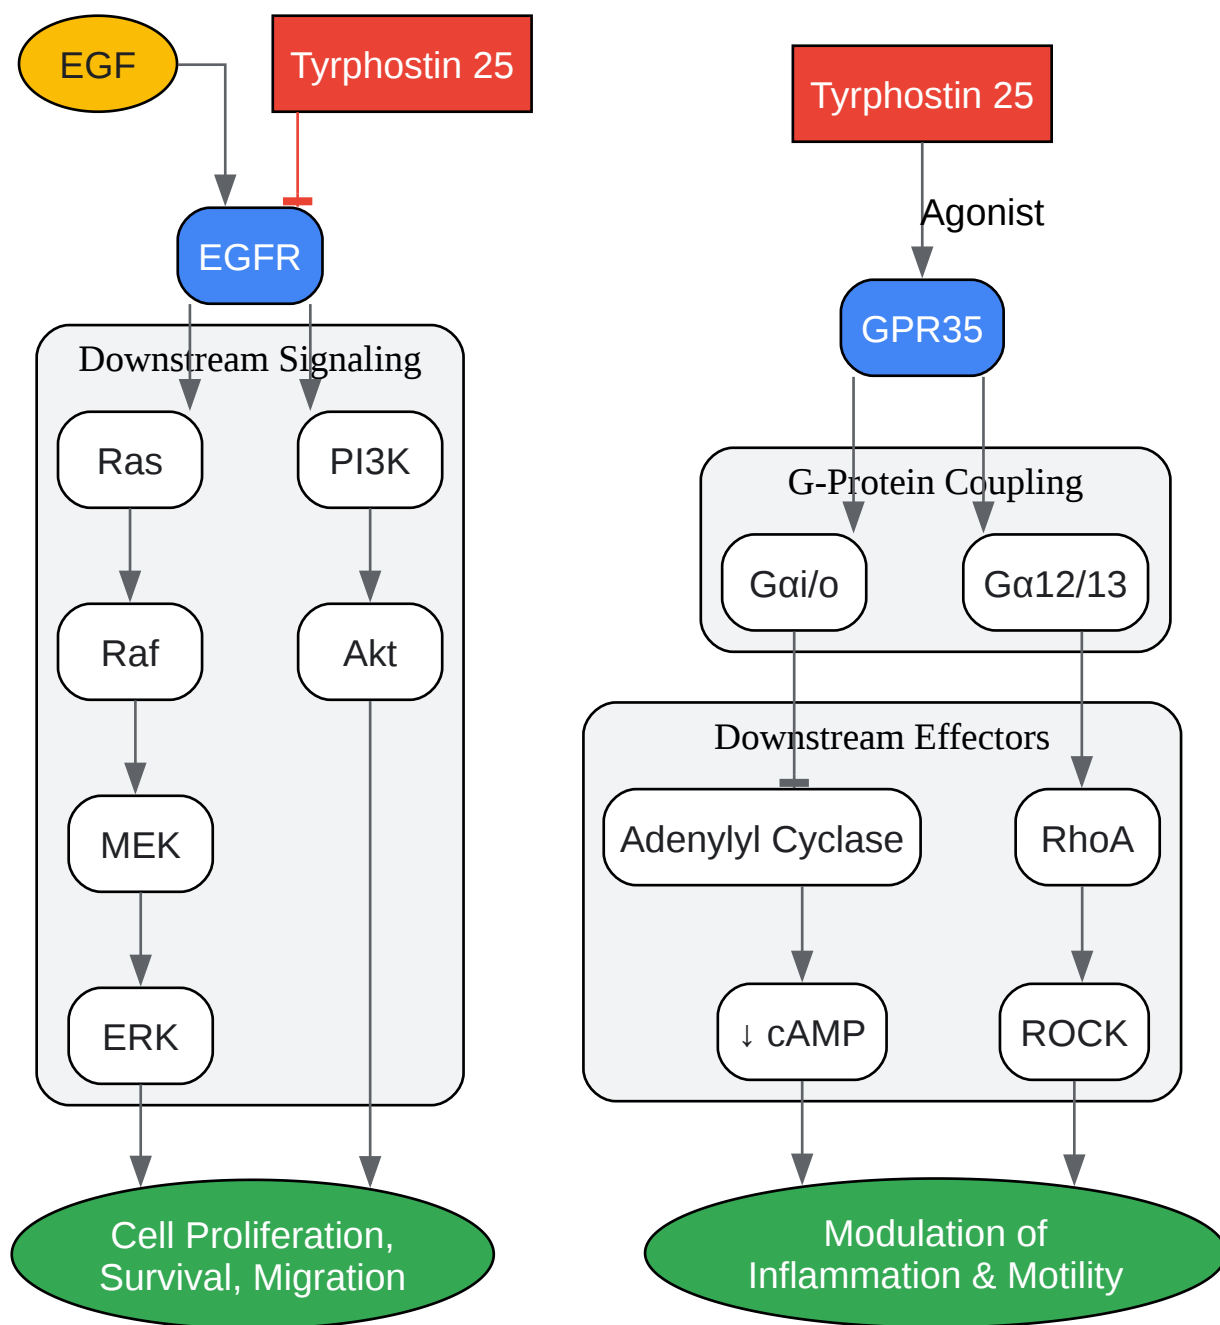 EGF
Tyrphostin 25
EGFR
Downstream Signaling
Ras
PI3K
Raf
Akt
MEK
ERK
Cell Proliferation,
Survival, Migration
Tyrphostin 25
Agonist
GPR35
G-Protein Coupling
Gαi/o
Gα12/13
Downstream Effectors
Adenylyl Cyclase
RhoA
↓ cAMP
ROCK
Modulation of
Inflammation & Motility